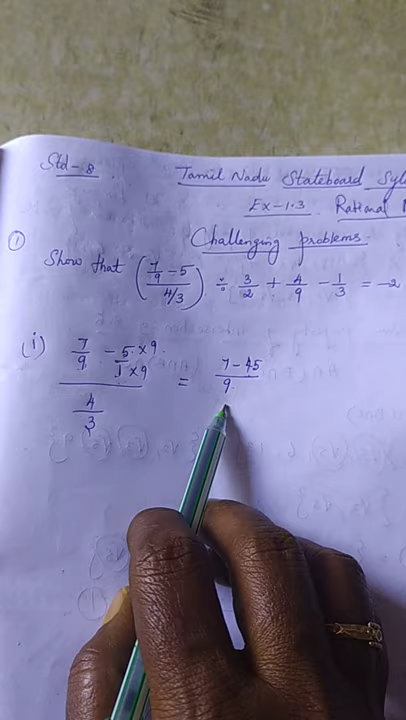 Std-8. Tamil Nadu Stateboard
Ex-1.3 Rational
① Challenging problems.
Show that ((7/9 - 5) / (4/3)) ÷ 3/2 + 4/9 - 1/3 = -2
(i) (7/9 - (5 × 9)/(1 × 9)) / (4/3) = (7 - 45)/9